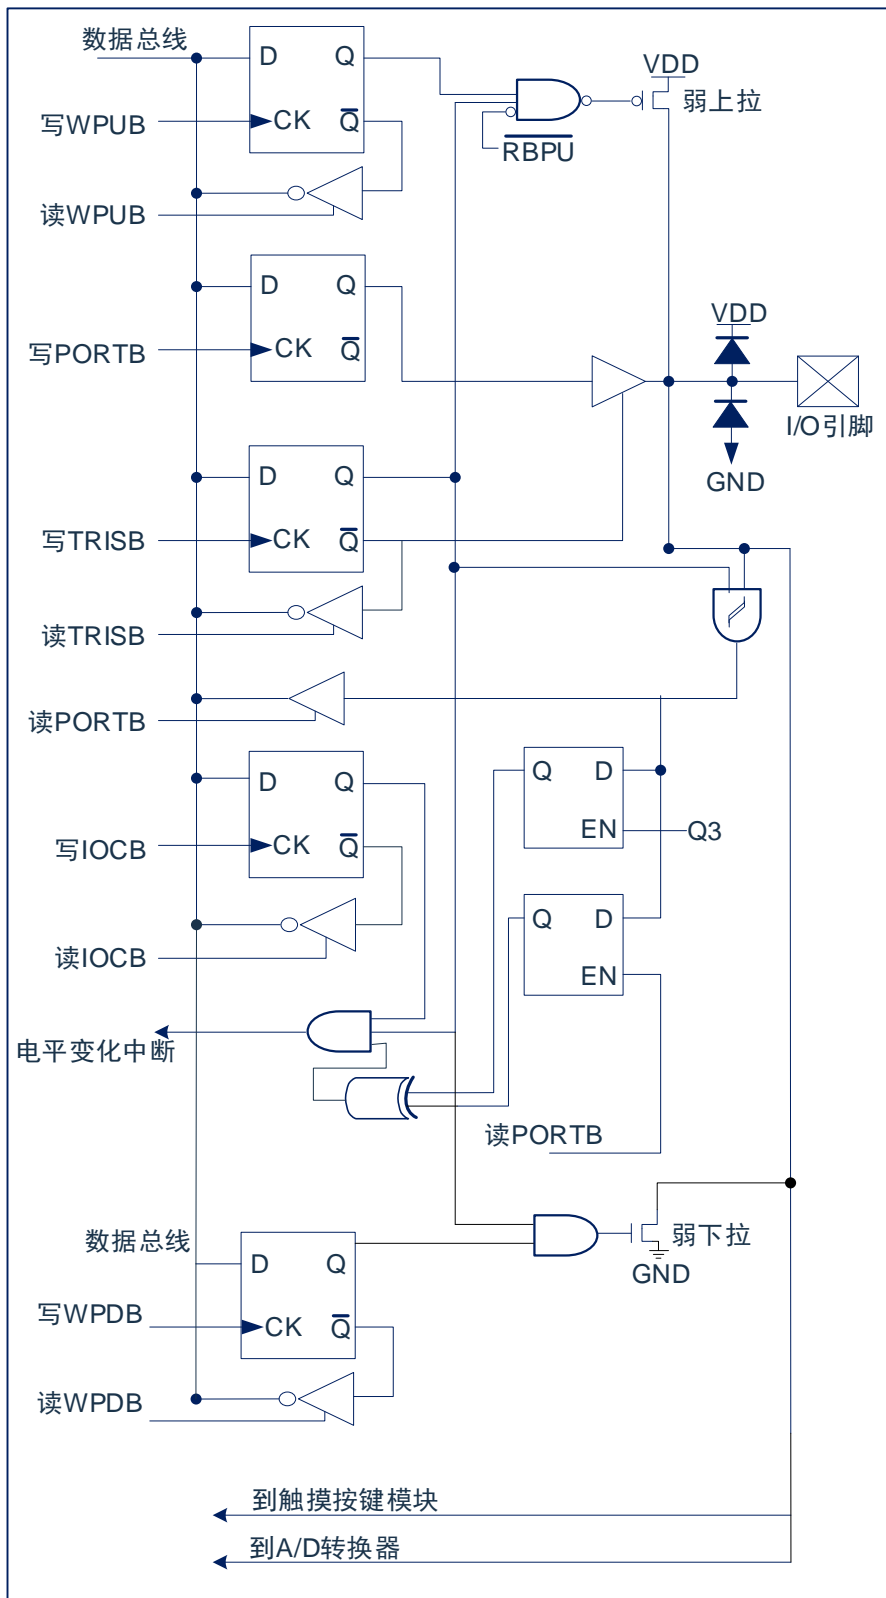 数据总线
D Q
VDD
弱上拉
写WPUB
CK Q
RBPU
读WPUB
D Q
VDD
写PORTB
CK Q
I/O引脚
GND
D Q
写TRISB
CK Q
读TRISB
读PORTB
D Q
Q D
EN Q3
写IOCB
CK Q
Q D
读IOCB
EN
电平变化中断
读PORTB
数据总线
弱下拉
D Q
GND
写WPDB
CK Q
读WPDB
到触摸按键模块
到A/D转换器